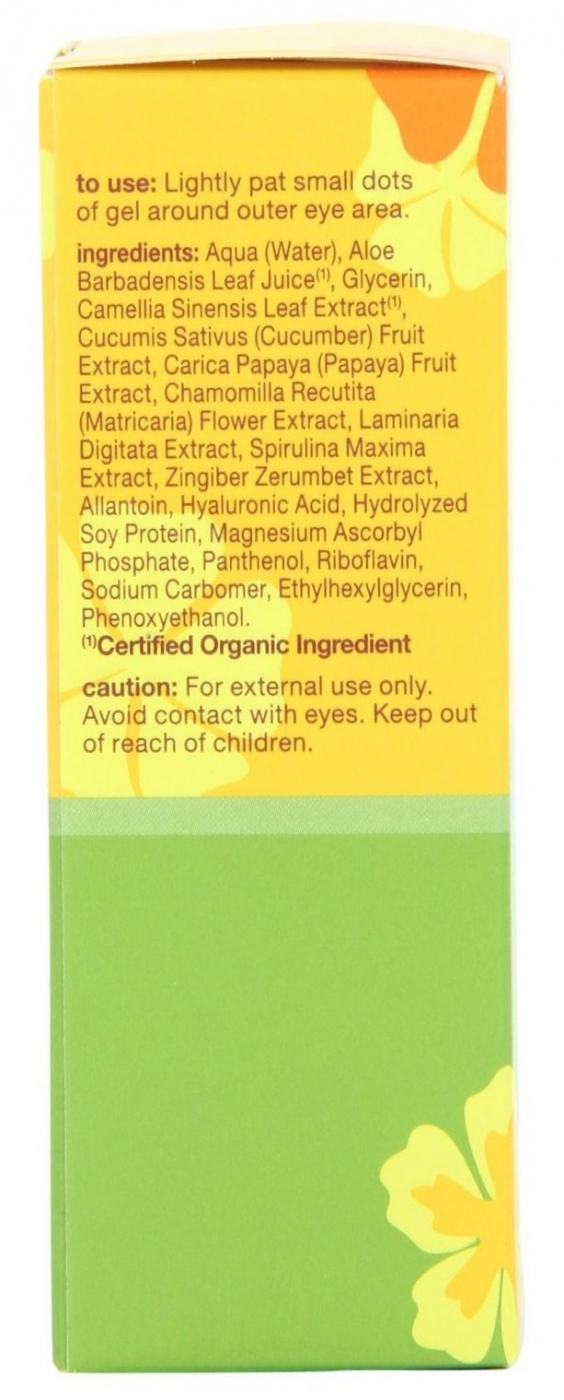 to use: Lightly pat small dots
of gel around outer eye area.
ingredients: Aqua (Water), Aloe
Barbadensis Leaf Juice⁽¹⁾, Glycerin,
Camellia Sinensis Leaf Extract⁽¹⁾,
Cucumis Sativus (Cucumber) Fruit
Extract, Carica Papaya (Papaya) Fruit
Extract, Chamomilla Recutita
(Matricaria) Flower Extract, Laminaria
Digitata Extract, Spirulina Maxima
Extract, Zingiber Zerumbet Extract,
Allantoin, Hyaluronic Acid, Hydrolyzed
Soy Protein, Magnesium Ascorbyl
Phosphate, Panthenol, Riboflavin,
Sodium Carbomer, Ethylhexylglycerin,
Phenoxyethanol.
⁽¹⁾Certified Organic Ingredient
caution: For external use only.
Avoid contact with eyes. Keep out
of reach of children.